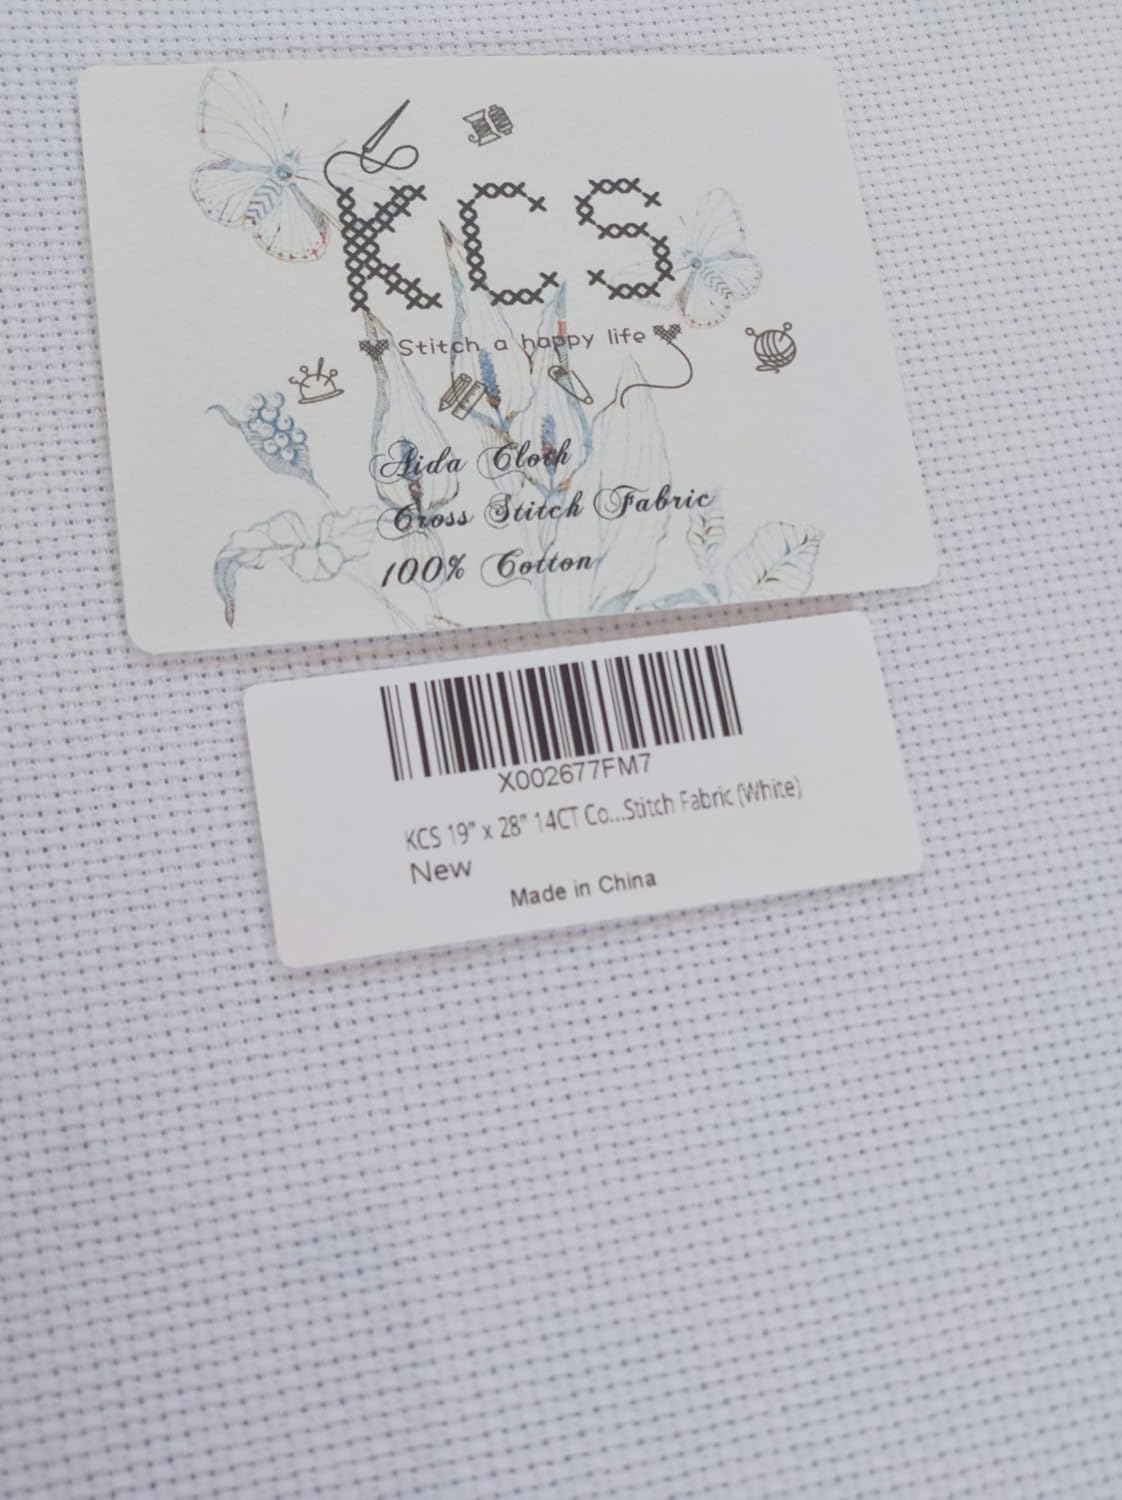 KCS
Stitch a happy life
Aida Cloth
Cross Stitch Fabric
100% Cotton
X002677FM7
KCS 19" x 28" 14CT Co...Stitch Fabric (White)
New
Made in China